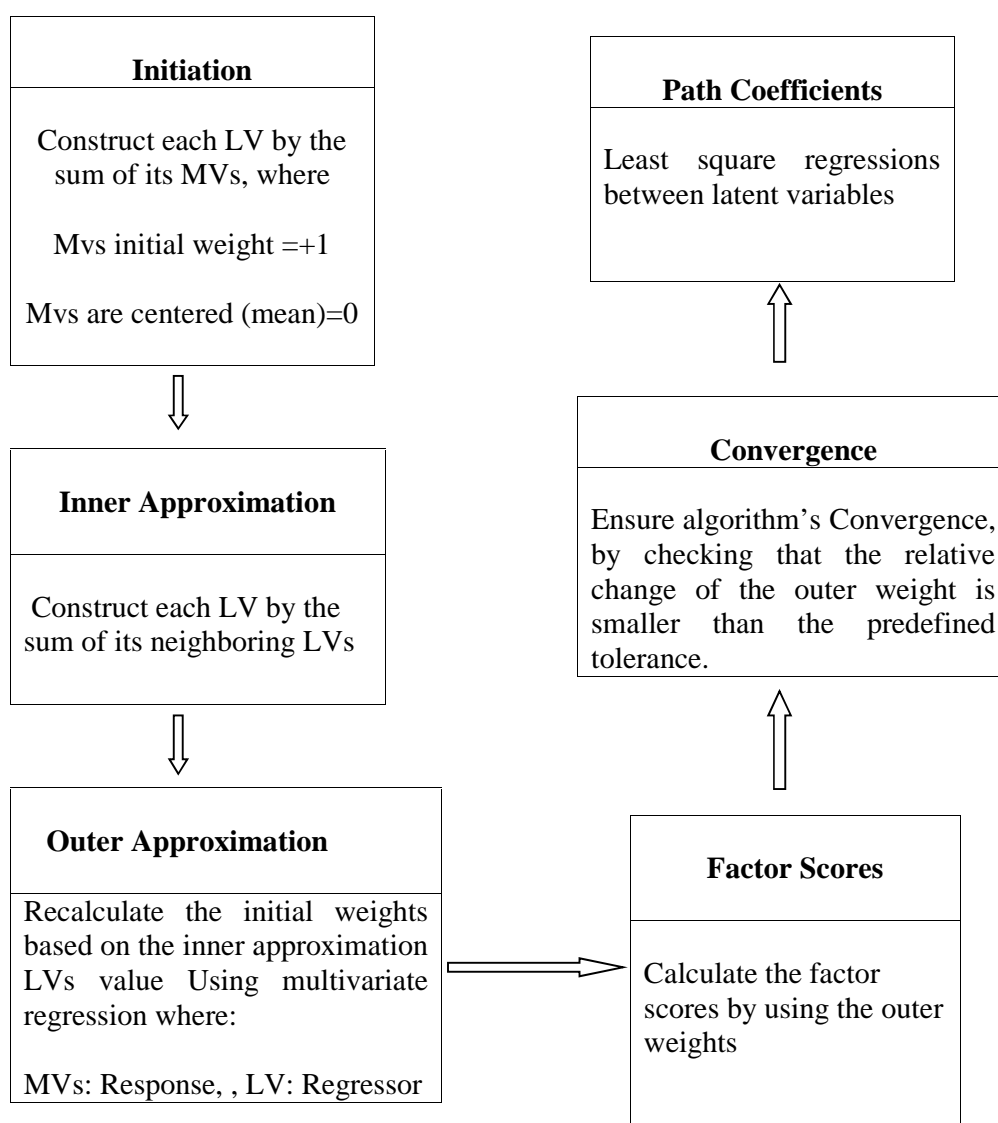 Initiation
Construct each LV by the
sum of its MVs, where
Mvs initial weight =+1
Mvs are centered (mean)=0
Inner Approximation
Construct each LV by the
sum of its neighboring LVs
Outer Approximation
Recalculate the initial weights
based on the inner approximation
LVs value Using multivariate
regression where:
MVs: Response, , LV: Regressor
Factor Scores
Calculate the factor
scores by using the outer
weights
Convergence
Ensure algorithm’s Convergence,
by checking that the relative
change of the outer weight is
smaller than the predefined
tolerance.
Path Coefficients
Least square regressions
between latent variables